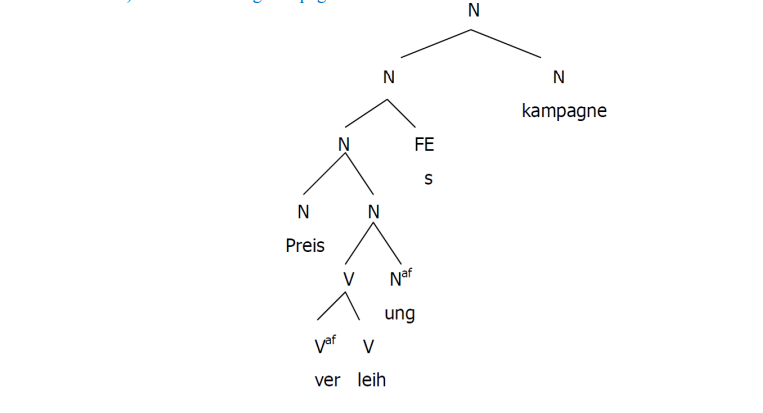 N
N N
kampagne
N FE
s
N N
Preis
V Naf
ung
Vaf V
ver leih